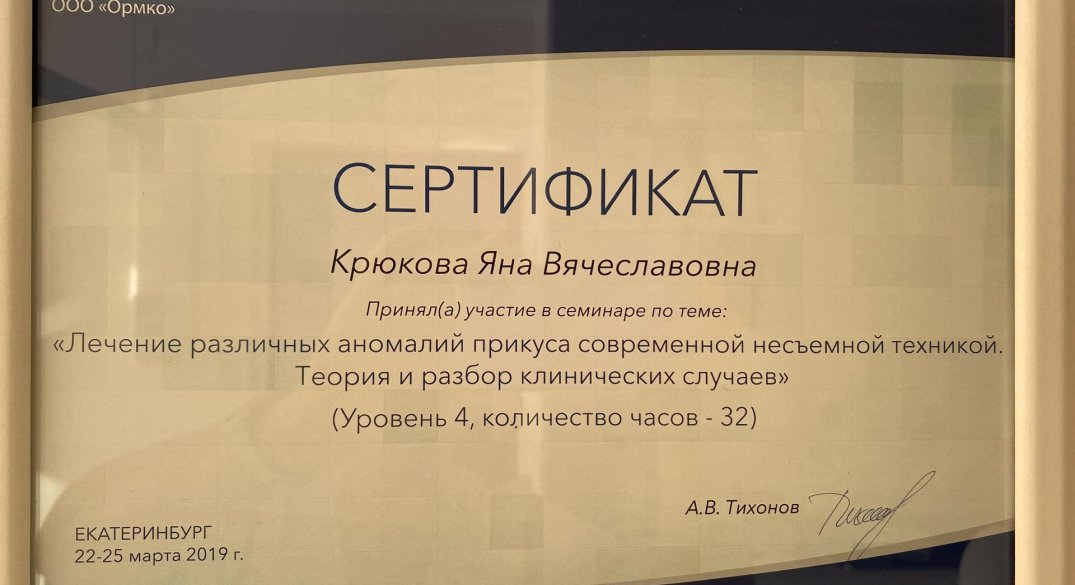 ООО «Ормко»
СЕРТИФИКАТ
Крюкова Яна Вячеславовна
Принял(а) участие в семинаре по теме:
«Лечение различных аномалий прикуса современной несъемной техникой.
Теория и разбор клинических случаев»
(Уровень 4, количество часов - 32)
А.В. Тихонов
ЕКАТЕРИНБУРГ
22-25 марта 2019 г.